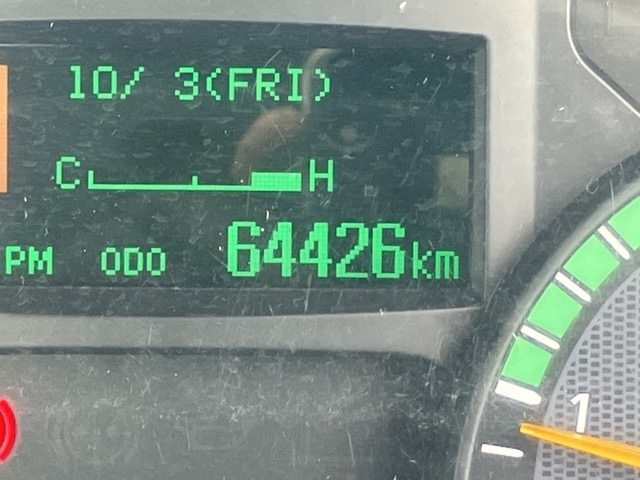 10/ 3(FRI)
C H
PM ODO 64426km
1